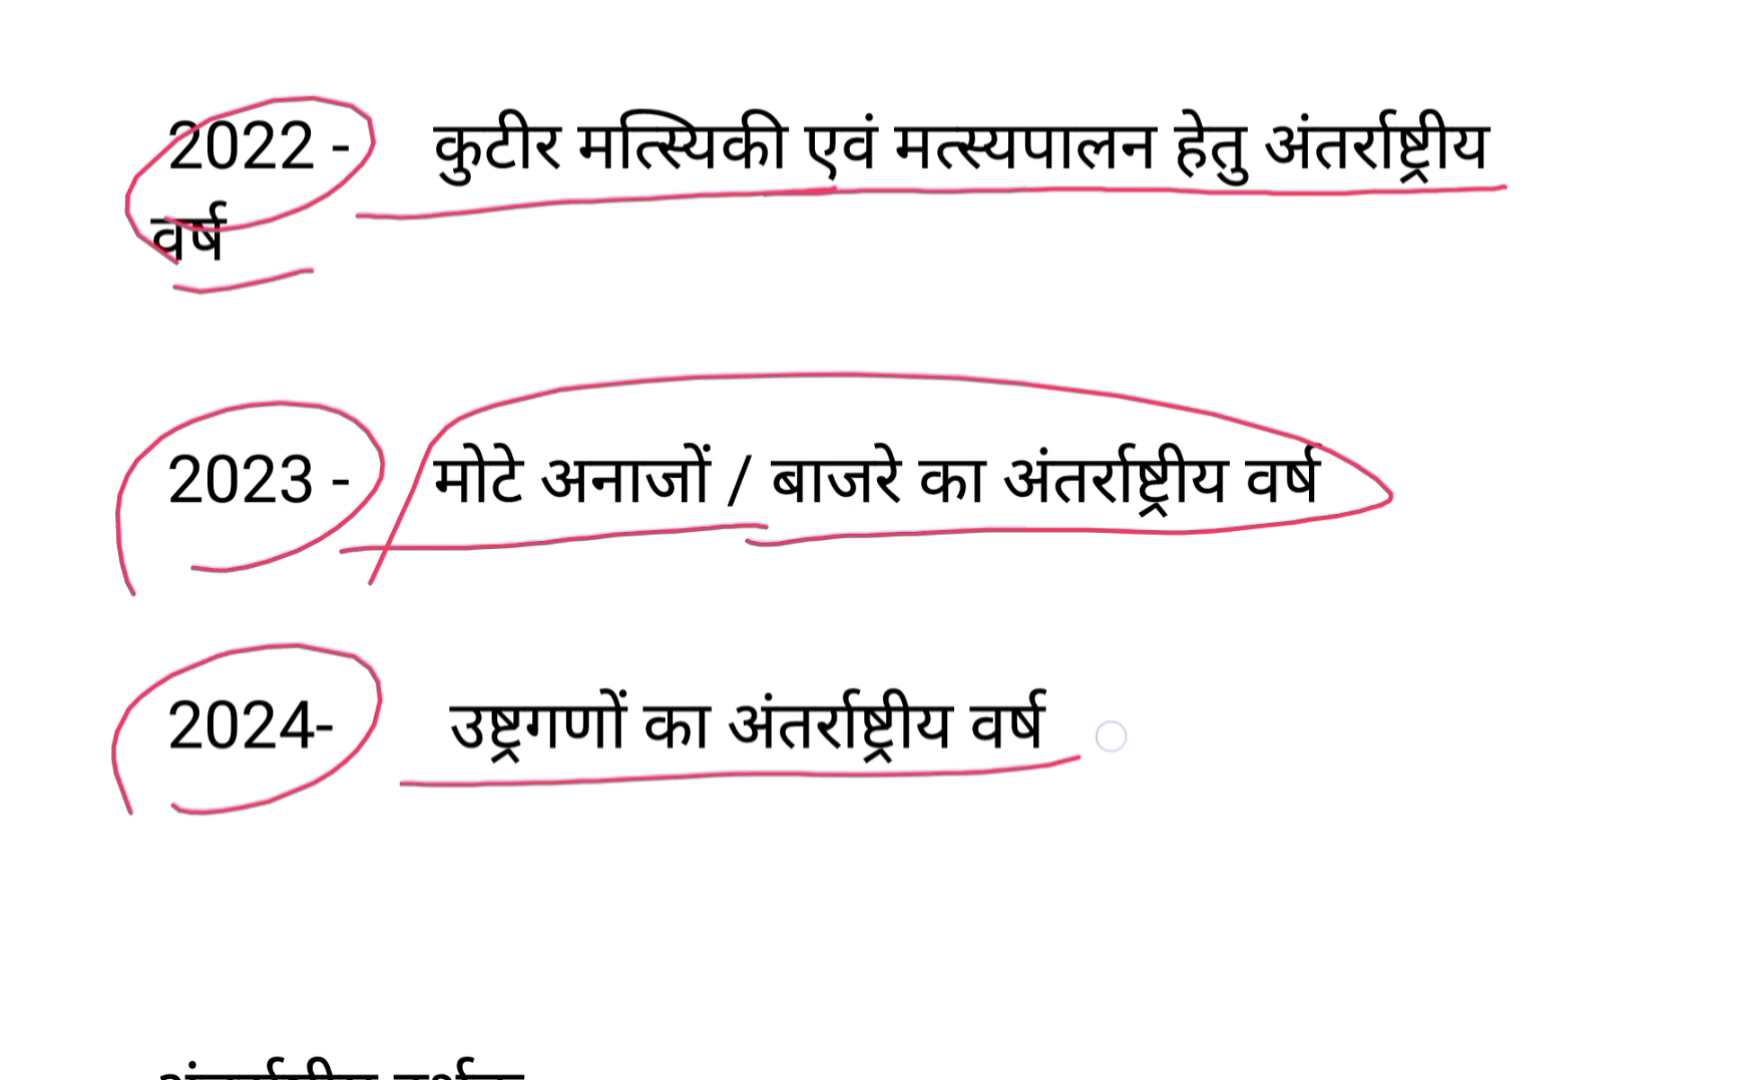 2022 - कुटीर मत्स्यिकी एवं मत्स्यपालन हेतु अंतर्राष्ट्रीय
वर्ष
2023 - मोटे अनाजों / बाजरे का अंतर्राष्ट्रीय वर्ष
2024- उष्ट्रगणों का अंतर्राष्ट्रीय वर्ष